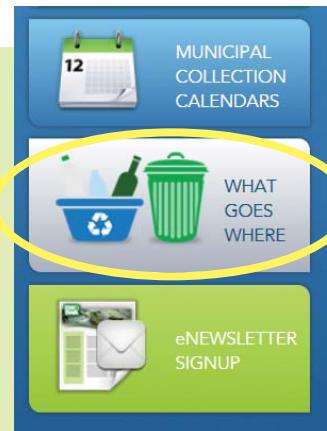 12
MUNICIPAL
COLLECTION
CALENDARS
WHAT
GOES
WHERE
eNEWSLETTER
SIGNUP